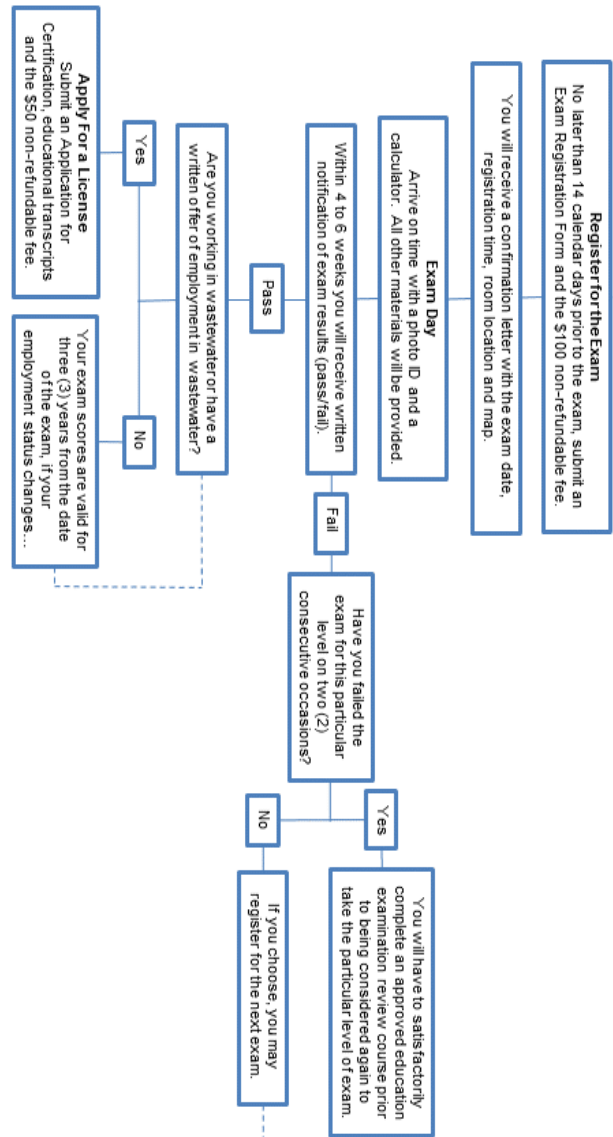 Register for the Exam
No later than 14 calendar days prior to the exam, submit an
Exam Registration Form and the $100 non-refundable fee.
You will receive a confirmation letter with the exam date,
registration time, room location and map.
Exam Day
Arrive on time with a photo ID and a
calculator. All other materials will be provided.
Within 4 to 6 weeks you will receive written
notification of exam results (pass/fail).
Pass
Fail
Are you working in wastewater or have a
written offer of employment in wastewater?
Yes
No
Apply For a License
Submit an Application for
Certification, educational transcripts
and the $50 non-refundable fee.
Your exam scores are valid for
three (3) years from the date
of the exam, if your
employment status changes...
Have you failed the
exam for this particular
level on two (2)
consecutive occasions?
Yes
No
You will have to satisfactorily
complete an approved education
examination review course prior
to being considered again to
take the particular level of exam.
If you choose, you may
register for the next exam.